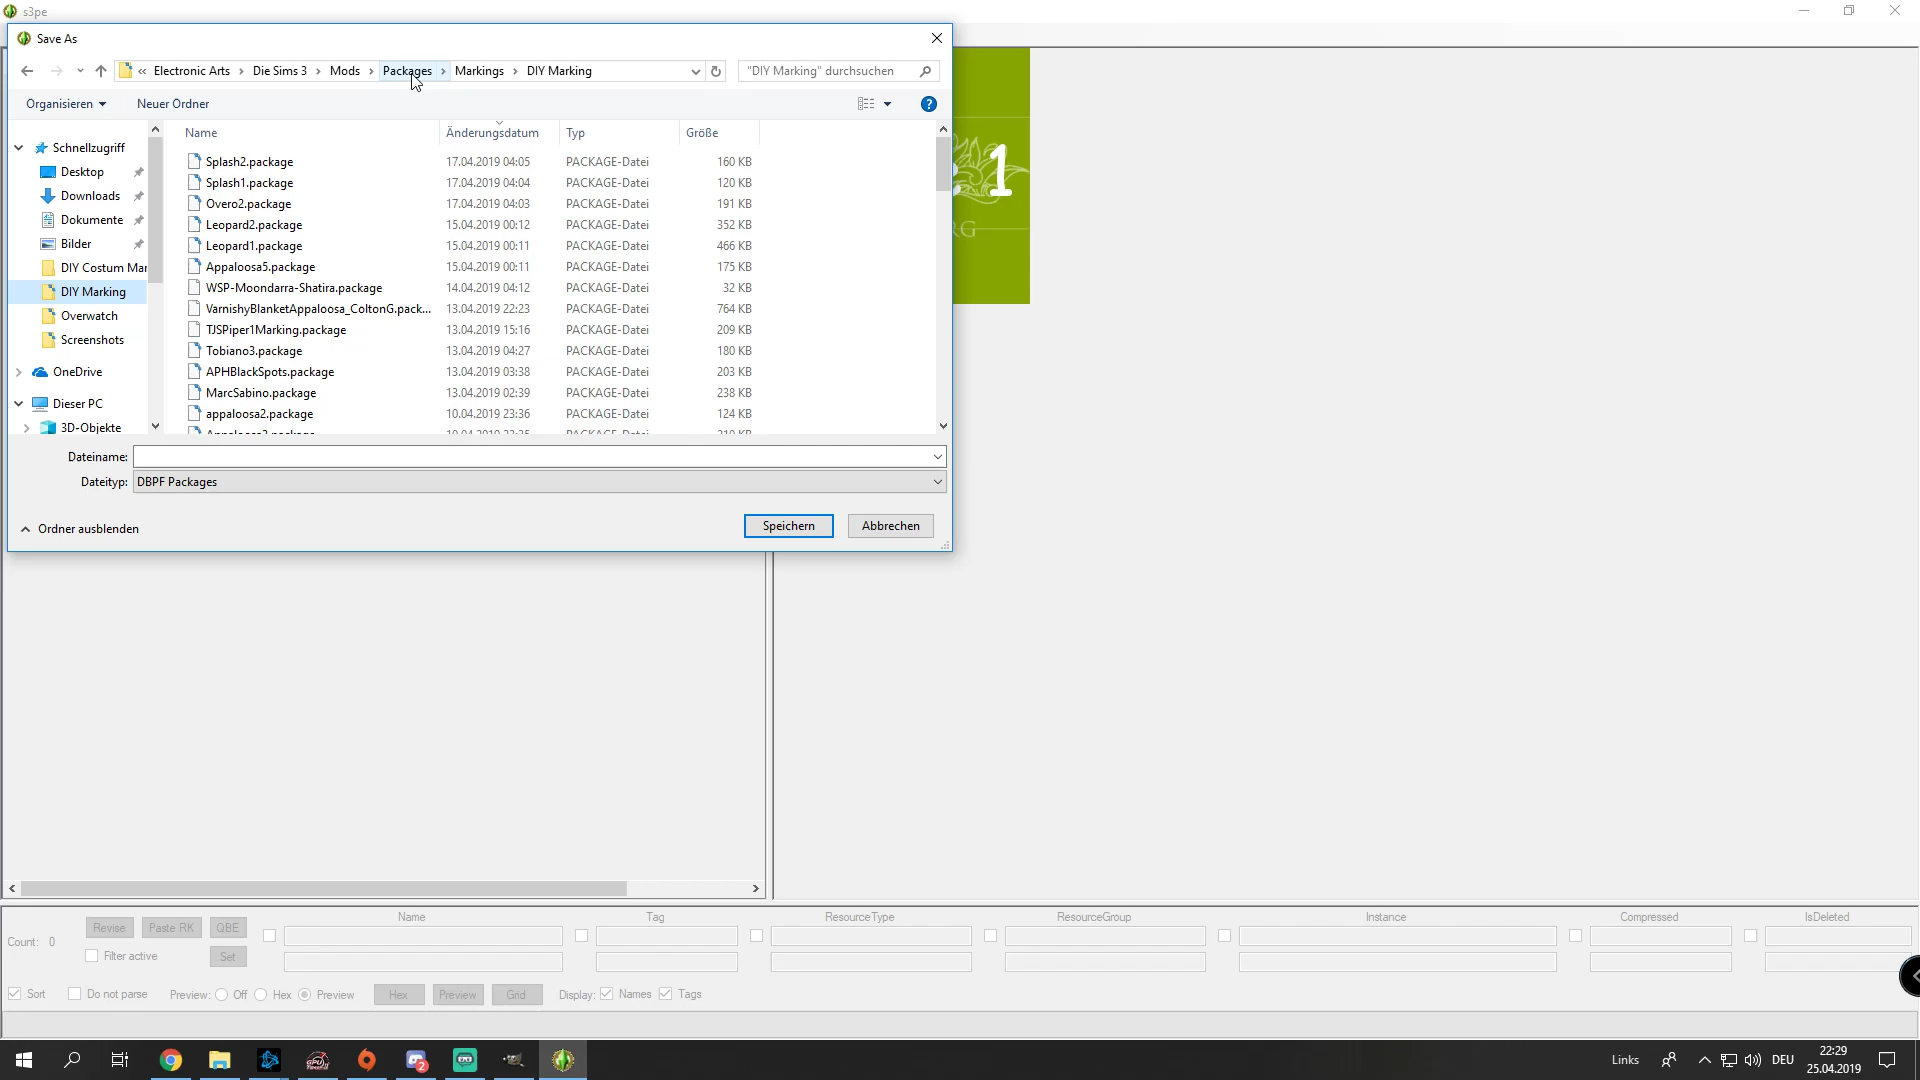 s3pe
Save As
« Electronic Arts > Die Sims 3 > Mods > Packages > Markings > DIY Marking
"DIY Marking" durchsuchen
Organisieren
Neuer Ordner
Name
Änderungsdatum
Typ
Größe
Schnellzugriff
Desktop
Downloads
Dokumente
Bilder
DIY Costum Mar
DIY Marking
Overwatch
Screenshots
OneDrive
Dieser PC
3D-Objekte
Splash2.package 17.04.2019 04:05 PACKAGE-Datei 160 KB
Splash1.package 17.04.2019 04:04 PACKAGE-Datei 120 KB
Overo2.package 17.04.2019 04:03 PACKAGE-Datei 191 KB
Leopard2.package 15.04.2019 00:12 PACKAGE-Datei 352 KB
Leopard1.package 15.04.2019 00:11 PACKAGE-Datei 466 KB
Appaloosa5.package 15.04.2019 00:11 PACKAGE-Datei 175 KB
WSP-Moondarra-Shatira.package 14.04.2019 04:12 PACKAGE-Datei 32 KB
VarnishyBlanketAppaloosa_ColtonG.pack... 13.04.2019 22:23 PACKAGE-Datei 764 KB
TJSPiper1Marking.package 13.04.2019 15:16 PACKAGE-Datei 209 KB
Tobiano3.package 13.04.2019 04:27 PACKAGE-Datei 180 KB
APHBlackSpots.package 13.04.2019 03:38 PACKAGE-Datei 203 KB
MarcSabino.package 13.04.2019 02:39 PACKAGE-Datei 238 KB
appaloosa2.package 10.04.2019 23:36 PACKAGE-Datei 124 KB
Dateiname:
Dateityp: DBPF Packages
Ordner ausblenden
Speichern
Abbrechen
1
RG
Name Tag ResourceType ResourceGroup Instance Compressed IsDeleted
Revise Paste RK QBE
Count: 0
Filter active Set
Sort Do not parse Preview: Off Hex Preview Hex Preview Grid Display: Names Tags
2
Links
DEU
22:29
25.04.2019